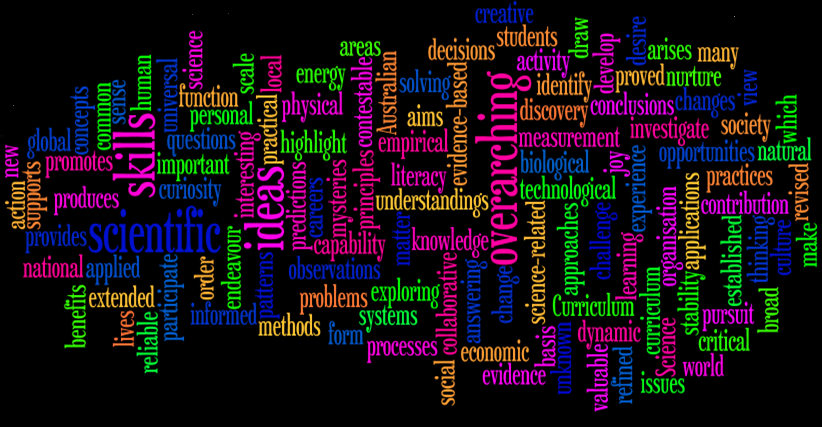 creative
students
decisions
areas
draw
desire
many
arises
develop
science
activity
Australian
scale
local
energy
contestable
solving
evidence-based
overarching
identify
proved
nurture
view
universal
human
sense
common
concepts
function
personal
practical
physical
aims
discovery
conclusions
changes
which
global
skills
questions
highlight
empirical
measurement
investigate
society
new
promotes
important
interesting
ideas
predictions
careers
mysteries
principles
literacy
biological
joy
experience
opportunities
natural
action
supports
produces
curiosity
understandings
technological
practices
revised
provides
scientific
endeavour
capability
matter
knowledge
science-related
approaches
challenge
learning
organisation
applications
contribution
established
thinking
culture
make
national
applied
participate
order
patterns
observations
collaborative
answering
change
benefits
extended
lives
reliable
informed
problems
exploring
Curriculum
curriculum
stability
pursuit
broad
methods
form
systems
processes
economic
basis
unknown
dynamic
Science
critical
social
evidence
valuable
refined
issues
world